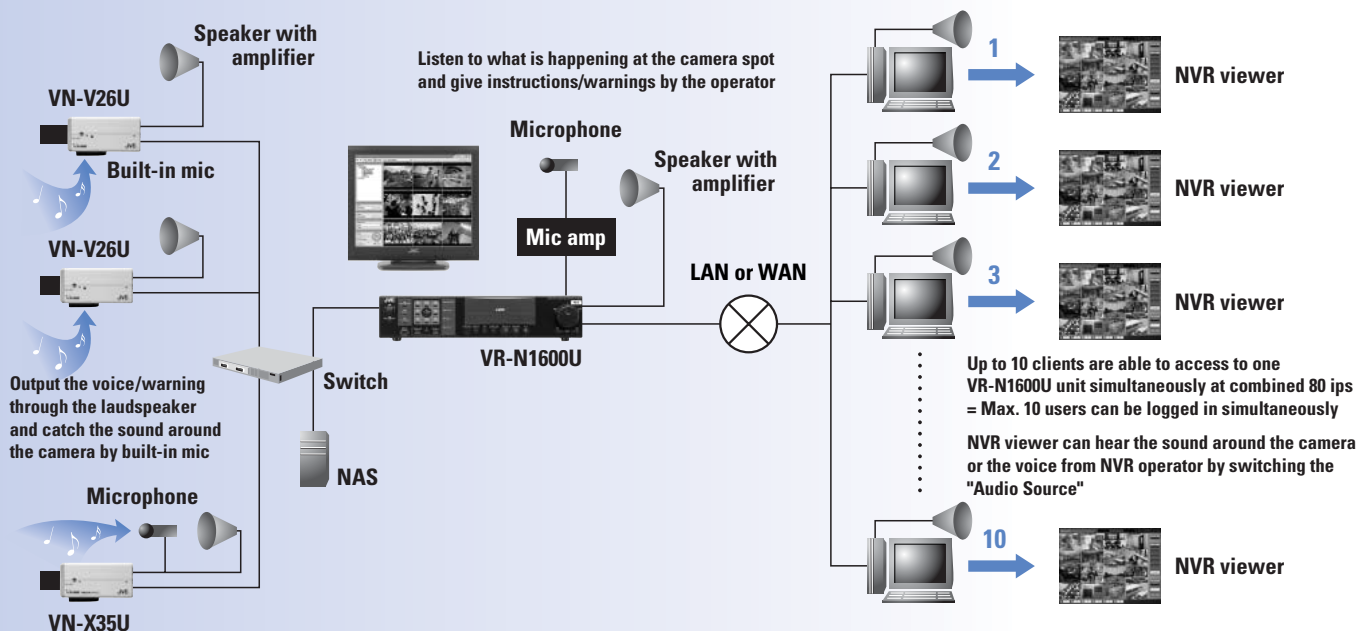 Speaker with
amplifier
VN-V26U
Built-in mic
VN-V26U
Output the voice/warning
through the laudspeaker
and catch the sound around
the camera by built-in mic
Microphone
VN-X35U
Switch
NAS
Listen to what is happening at the camera spot
and give instructions/warnings by the operator
Microphone
Speaker with
amplifier
Mic amp
VR-N1600U
LAN or WAN
1
NVR viewer
2
NVR viewer
3
NVR viewer
Up to 10 clients are able to access to one
VR-N1600U unit simultaneously at combined 80 ips
= Max. 10 users can be logged in simultaneously
NVR viewer can hear the sound around the camera
or the voice from NVR operator by switching the
"Audio Source"
10
NVR viewer